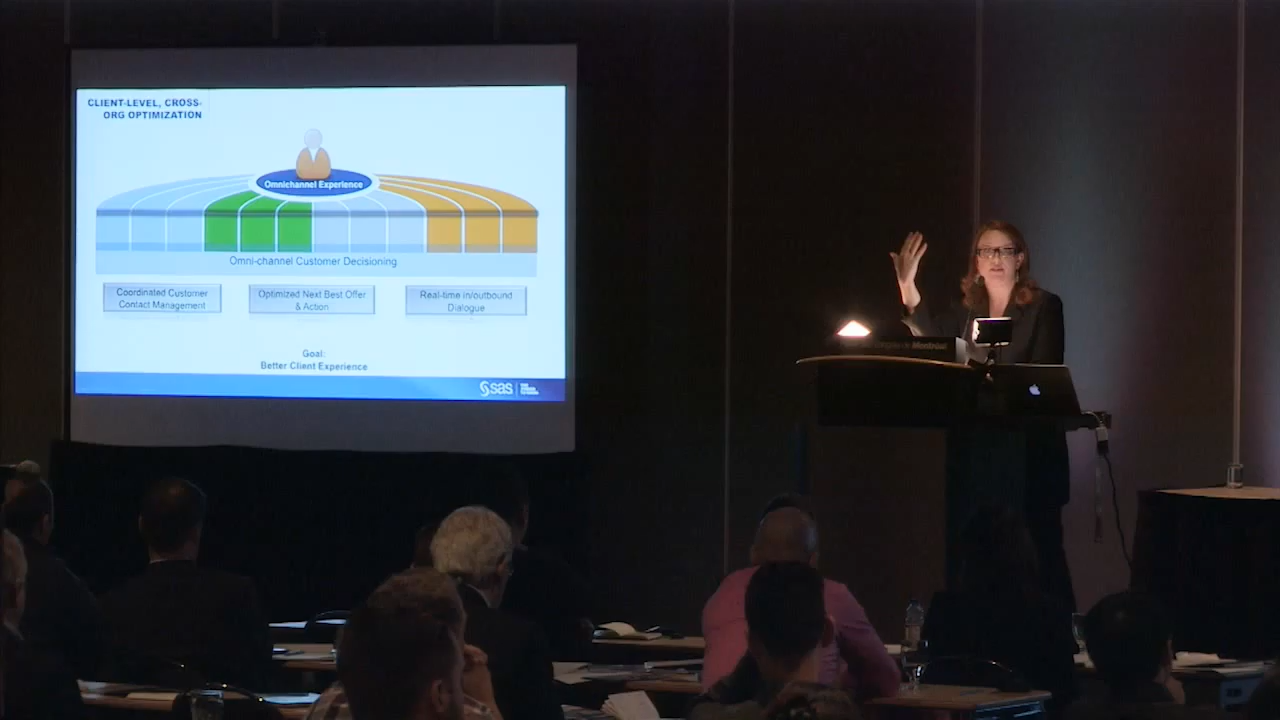 CLIENT-LEVEL, CROSS-
ORG OPTIMIZATION
Omnichannel Experience
Omni-channel Customer Decisioning
Coordinated Customer
Contact Management
Optimized Next Best Offer
& Action
Real-time in/outbound
Dialogue
Goal:
Better Client Experience
sas
Montréal